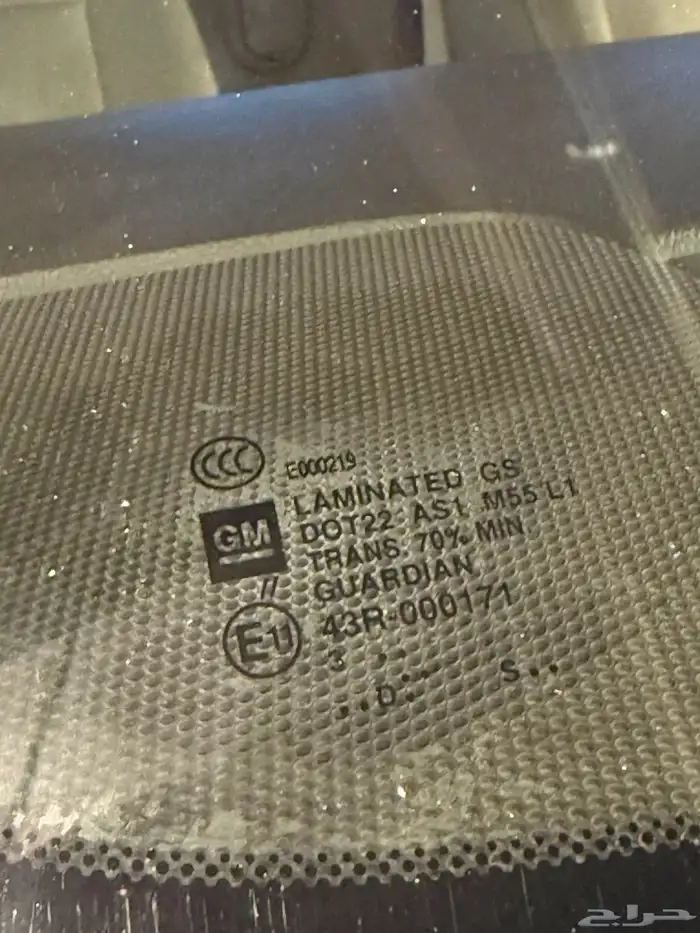 CCC
E000219
LAMINATED GS
GM
DOT22 AS1 M55 L1
TRANS. 70% MIN.
GUARDIAN
//
E11
43R-000171
3 ..
..D:. S..
حراج